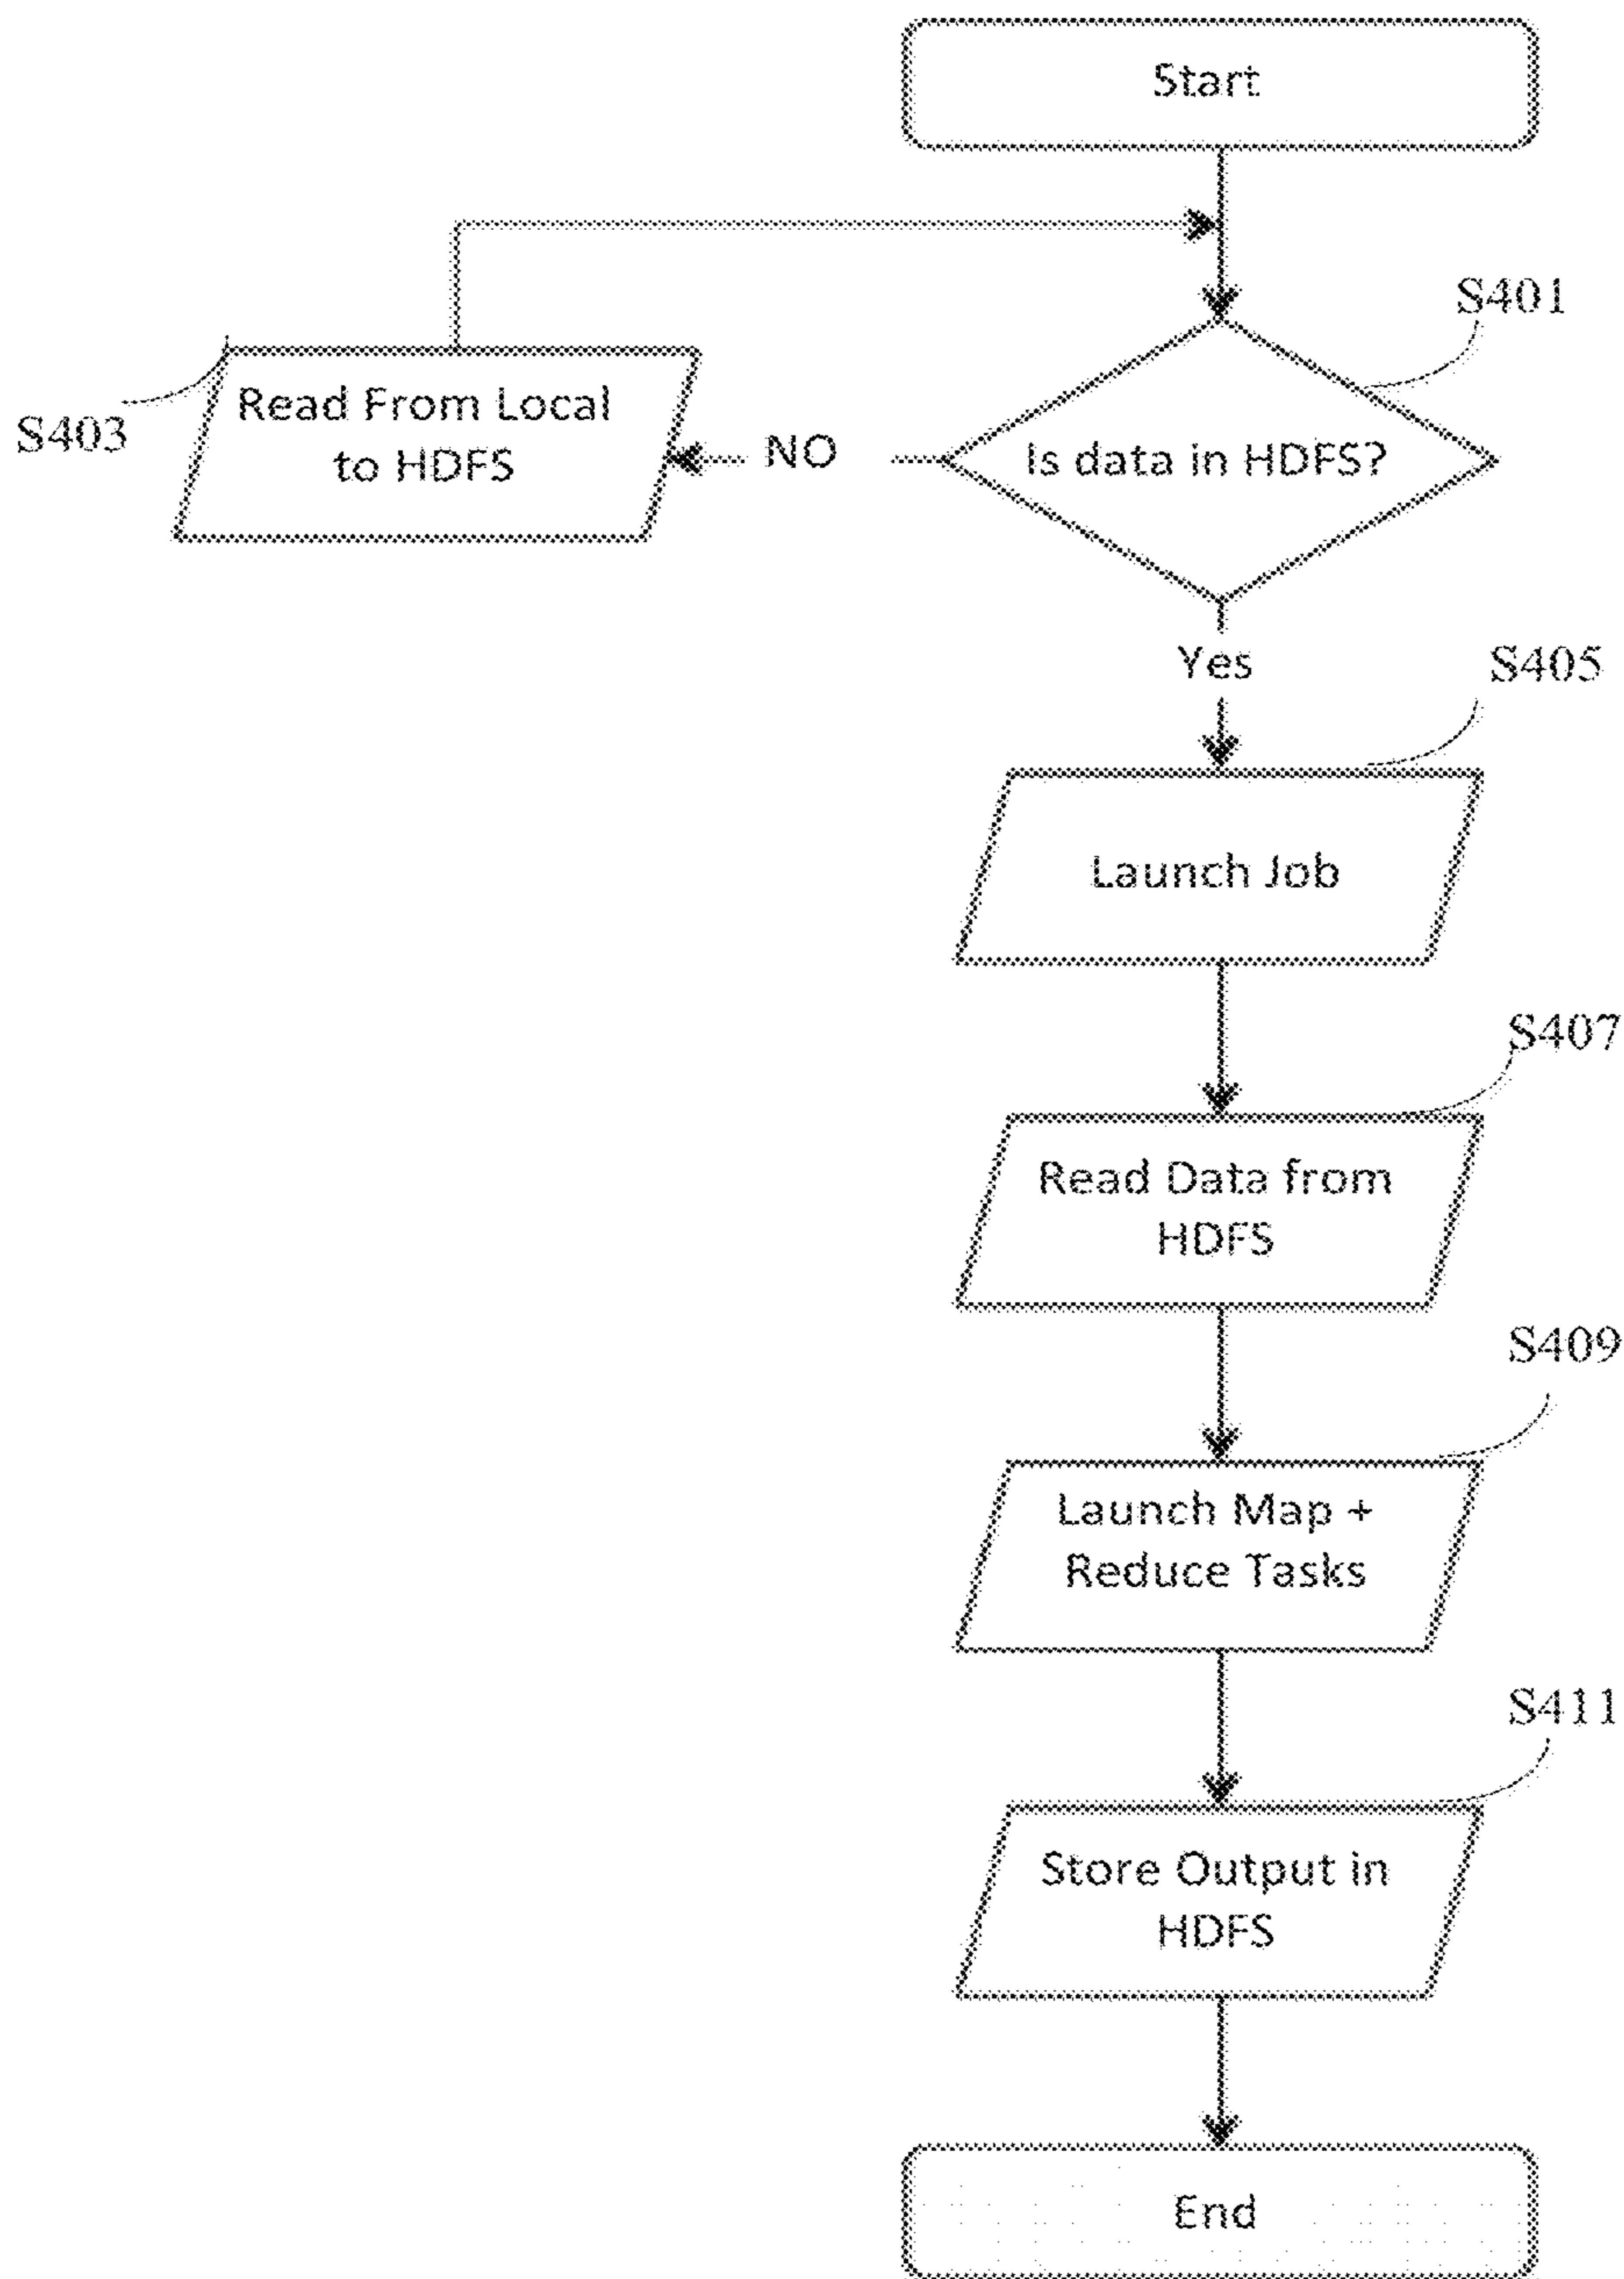 Start
S401
Read From Local
to HDFS
S403
NO
Is data in HDFS?
Yes
S405
Launch Job
S407
Read Data from
HDFS
S409
Launch Map +
Reduce Tasks
S411
Store Output in
HDFS
End